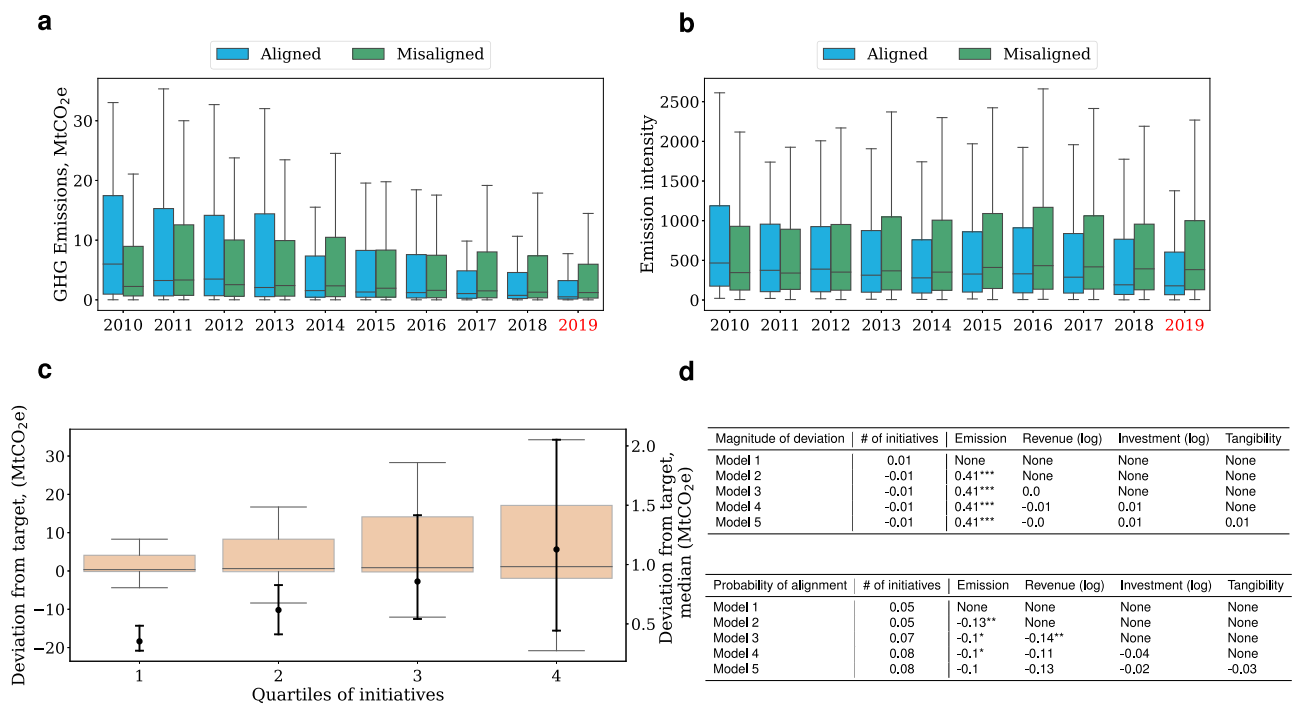 a
Aligned Misaligned
GHG Emissions, MtCO₂e
30
20
10
0
2010 2011 2012 2013 2014 2015 2016 2017 2018 2019
b
Aligned Misaligned
Emission intensity
2500
2000
1500
1000
500
0
2010 2011 2012 2013 2014 2015 2016 2017 2018 2019
c
Deviation from target, (MtCO₂e)
30
20
10
0
−10
−20
1 2 3 4
Quartiles of initiatives
2.0
1.5
1.0
0.5
Deviation from target,
median (MtCO₂e)
d
Magnitude of deviation # of initiatives Emission Revenue (log) Investment (log) Tangibility
Model 1 0.01 None None None None
Model 2 -0.01 0.41*** None None None
Model 3 -0.01 0.41*** 0.0 None None
Model 4 -0.01 0.41*** -0.01 0.01 None
Model 5 -0.01 0.41*** -0.0 0.01 0.01
Probability of alignment # of initiatives Emission Revenue (log) Investment (log) Tangibility
Model 1 0.05 None None None None
Model 2 0.05 -0.13** None None None
Model 3 0.07 -0.1* -0.14** None None
Model 4 0.08 -0.1* -0.11 -0.04 None
Model 5 0.08 -0.1 -0.13 -0.02 -0.03